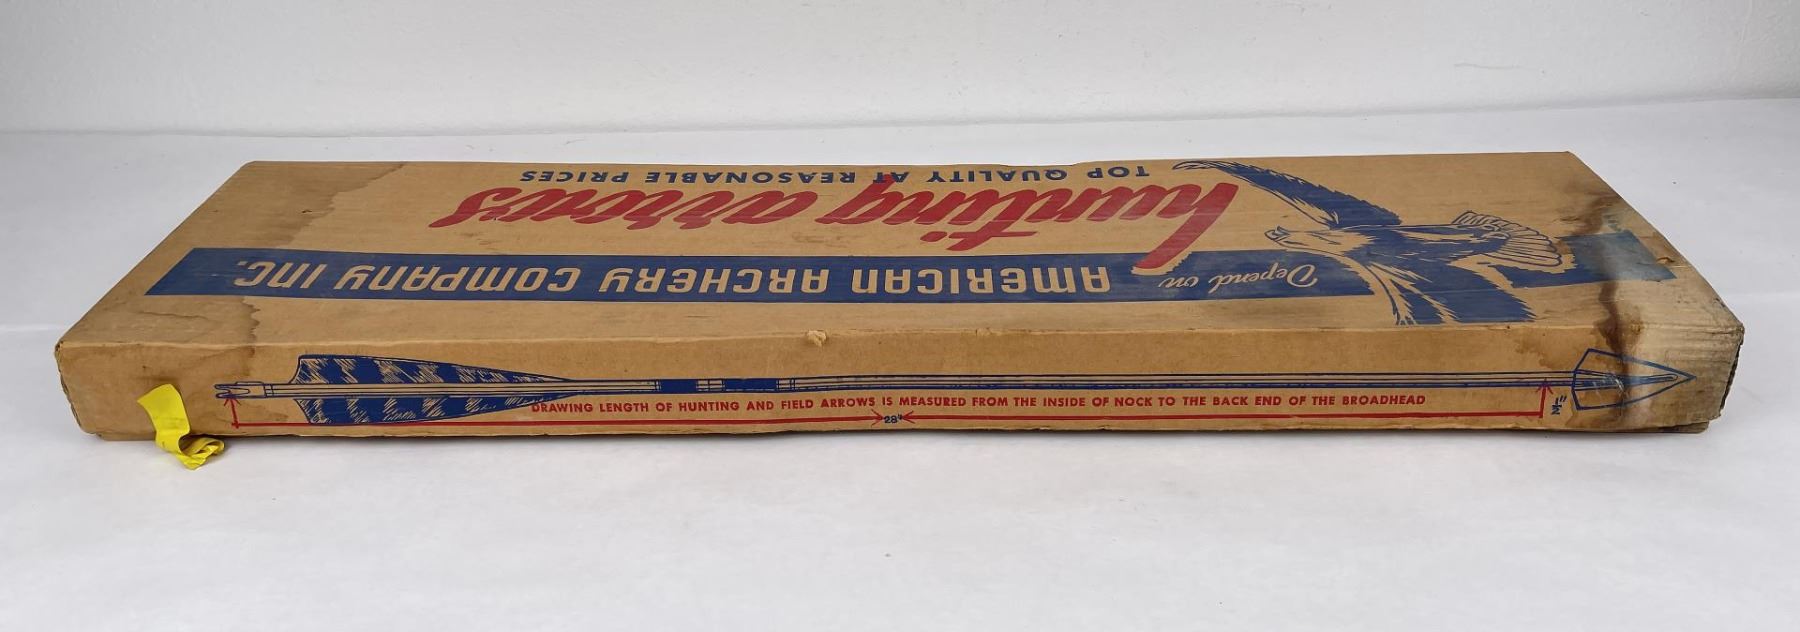 Depend on
AMERICAN ARCHERY COMPANY INC.
hunting arrows
TOP QUALITY AT REASONABLE PRICES
DRAWING LENGTH OF HUNTING AND FIELD ARROWS IS MEASURED FROM THE INSIDE OF NOCK TO THE BACK END OF THE BROADHEAD
28"